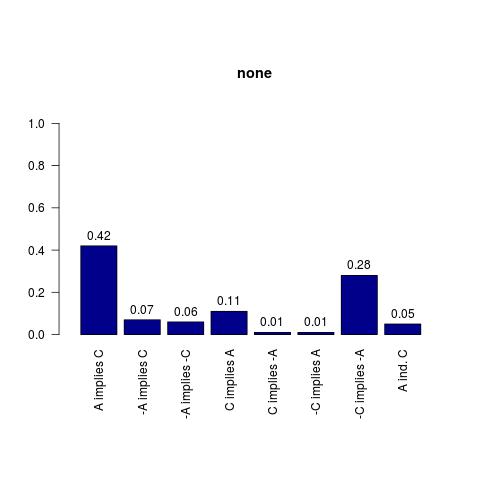 none
1.0
0.8
0.6
0.4
0.2
0.0
0.42
0.07
0.06
0.11
0.01
0.01
0.28
0.05
A implies C
-A implies C
-A implies -C
C implies A
C implies -A
-C implies A
-C implies -A
A ind. C